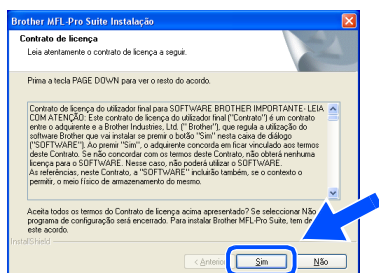 Brother MFL-Pro Suite Instalação
Contrato de licença
Leia atentamente o contrato de licença a seguir.
Prima a tecla PAGE DOWN para ver o resto do acordo.
Contrato de licença do utilizador final para SOFTWARE BROTHER IMPORTANTE- LEIA
COM ATENÇÃO: Este contrato de licença do utilizador final ("Contrato") é um contrato
entre o adquirente e a Brother Industries, Ltd. (" Brother"), que regula a utilização do
software Brother que vai instalar se premir o botão "Sim" nesta caixa de diálogo
("SOFTWARE"). Ao premir "Sim", o adquirente concorda em ficar vinculado aos termos
deste Contrato. Se não concordar com os termos deste Contrato, não obterá nenhuma
licença para o SOFTWARE. Nesse caso, não poderá utilizar o SOFTWARE.
As referências, neste Contrato, a "SOFTWARE" incluirão também, se o contexto o
permitir, o meio físico de armazenamento do mesmo.
Aceita todos os termos do Contrato de licença acima apresentado? Se seleccionar Não
programa de configuração será encerrado. Para instalar Brother MFL-Pro Suite, tem de
este acordo.
InstallShield
< Anterior
Sim
Não